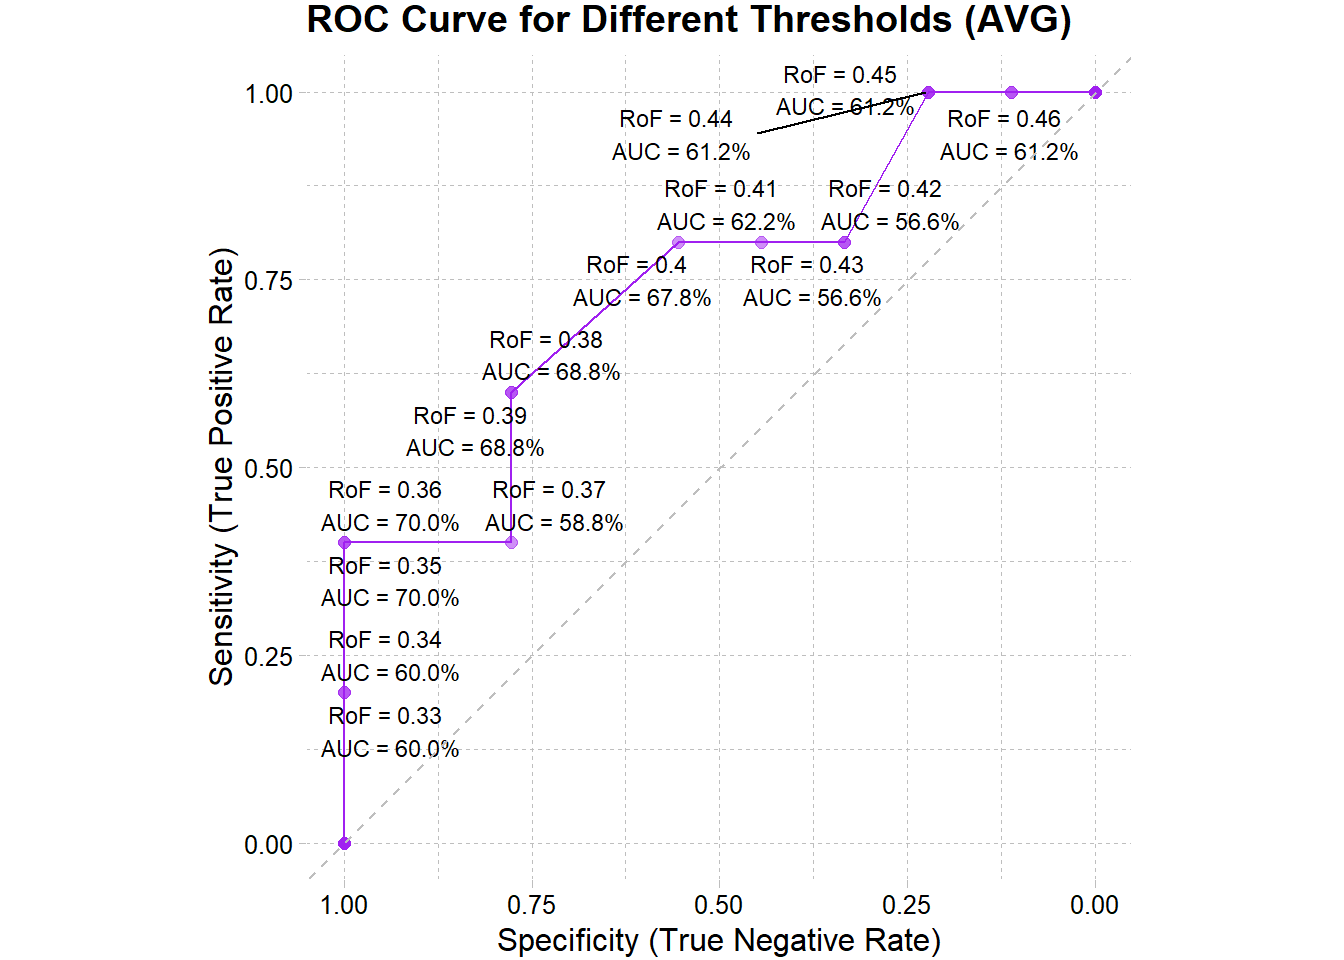 ROC Curve for Different Thresholds (AVG)
RoF = 0.45
AUC = 61.2%
RoF = 0.44
AUC = 61.2%
RoF = 0.46
AUC = 61.2%
RoF = 0.41
AUC = 62.2%
RoF = 0.42
AUC = 56.6%
RoF = 0.4
AUC = 67.8%
RoF = 0.43
AUC = 56.6%
RoF = 0.38
AUC = 68.8%
RoF = 0.39
AUC = 68.8%
RoF = 0.36
AUC = 70.0%
RoF = 0.37
AUC = 58.8%
RoF = 0.35
AUC = 70.0%
RoF = 0.34
AUC = 60.0%
RoF = 0.33
AUC = 60.0%
Sensitivity (True Positive Rate)
1.00
0.75
0.50
0.25
0.00
1.00
0.75
0.50
0.25
0.00
Specificity (True Negative Rate)